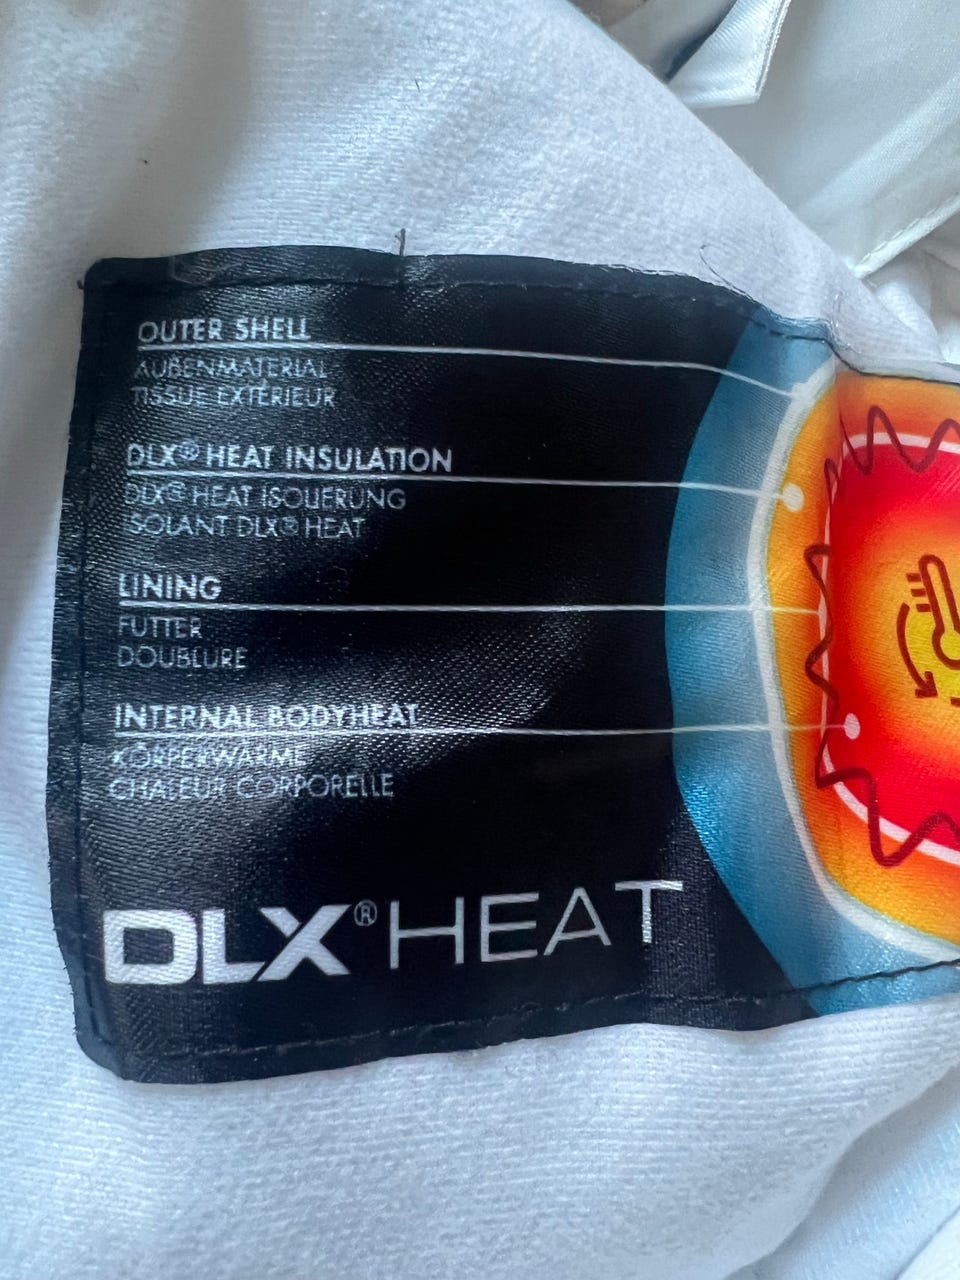 OUTER SHELL
AUßENMATERIAL
TISSUE EXTÉRIEUR
DLX® HEAT INSULATION
DLX® HEAT ISOLIERUNG
ISOLANT DLX® HEAT
LINING
FUTTER
DOUBLURE
INTERNAL BODYHEAT
KÖRPERWÄRME
CHALEUR CORPORELLE
DLX® HEAT